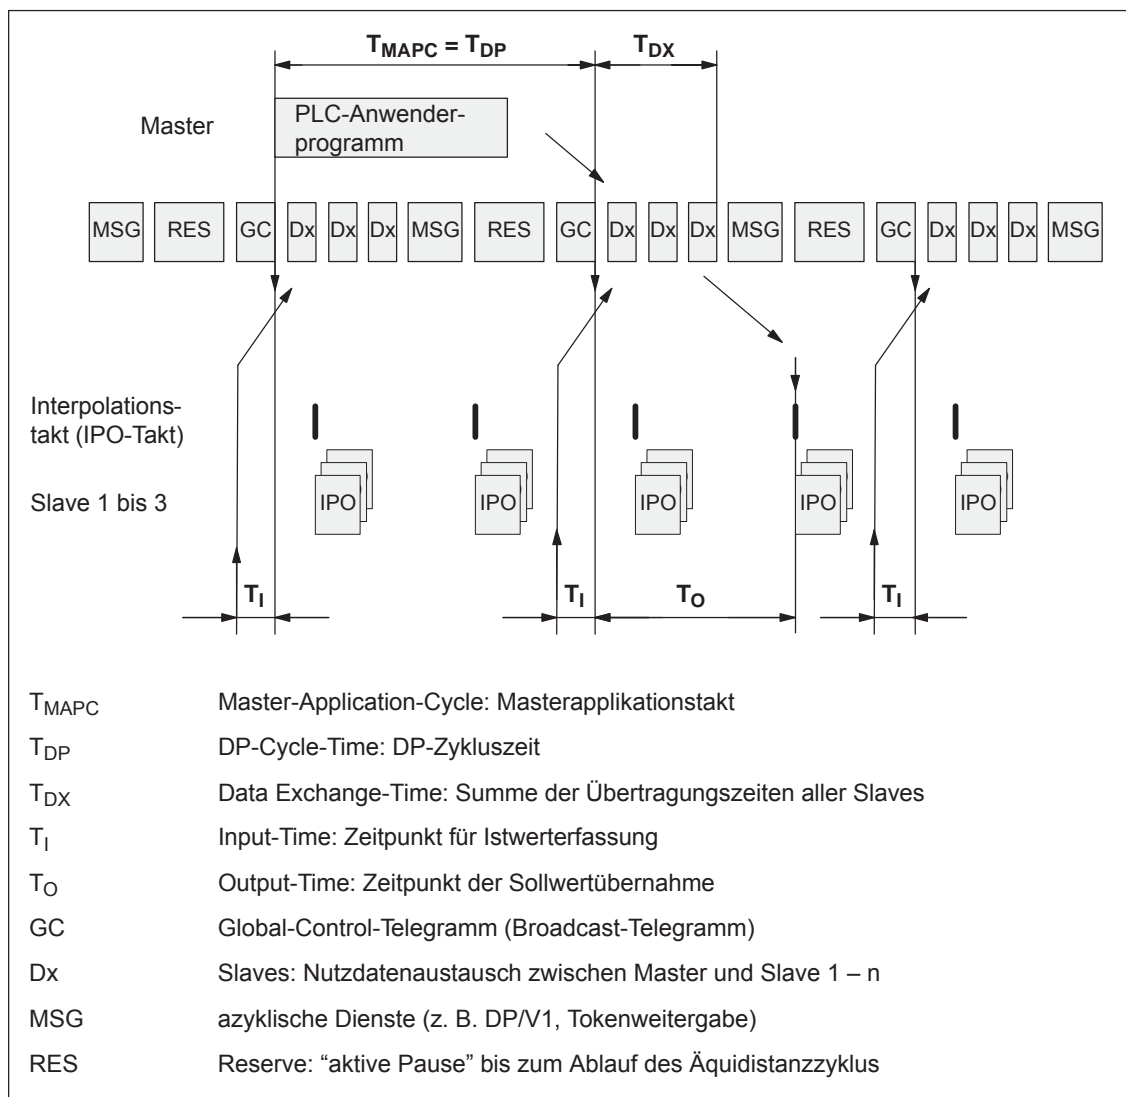 T_MAPC = T_DP
T_DX
Master
PLC-Anwender-
programm
MSG RES GC Dx Dx Dx MSG RES GC Dx Dx Dx MSG RES GC Dx Dx Dx MSG
Interpolations-
takt (IPO-Takt)
Slave 1 bis 3
IPO IPO IPO IPO IPO
T_I T_I T_O T_I
T_MAPC Master-Application-Cycle: Masterapplikationstakt
T_DP DP-Cycle-Time: DP-Zykluszeit
T_DX Data Exchange-Time: Summe der Übertragungszeiten aller Slaves
T_I Input-Time: Zeitpunkt für Istwerterfassung
T_O Output-Time: Zeitpunkt der Sollwertübernahme
GC Global-Control-Telegramm (Broadcast-Telegramm)
Dx Slaves: Nutzdatenaustausch zwischen Master und Slave 1 – n
MSG azyklische Dienste (z. B. DP/V1, Tokenweitergabe)
RES Reserve: “aktive Pause” bis zum Ablauf des Äquidistanzzyklus